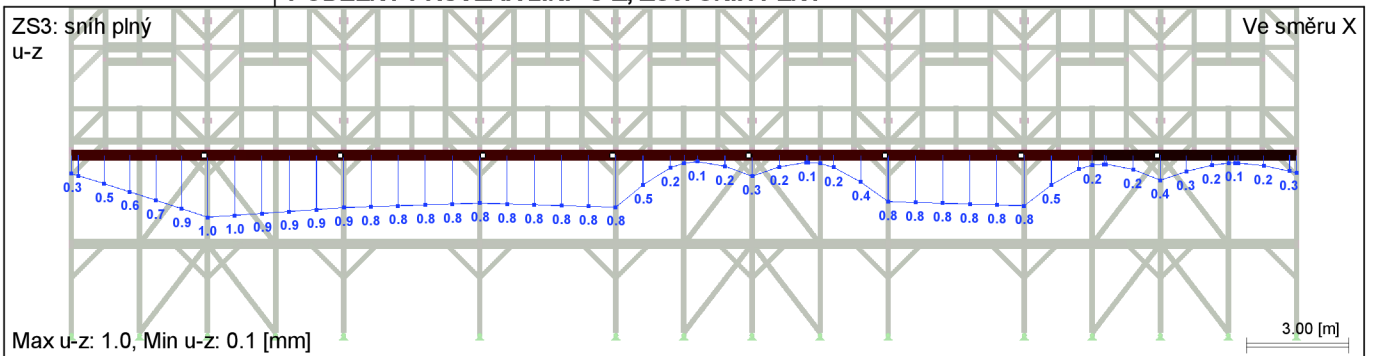 ZS3: sníh plný
u-z
Ve směru X
0.3 0.5 0.6 0.7 0.9 1.0 1.0 0.9 0.9 0.9 0.9 0.8 0.8 0.8 0.8 0.8 0.8 0.8 0.8 0.8 0.8 0.5 0.2 0.1 0.2 0.3 0.2 0.1 0.2 0.4 0.8 0.8 0.8 0.8 0.8 0.8 0.5 0.2 0.2 0.4 0.3 0.2 0.1 0.2 0.3
Max u-z: 1.0, Min u-z: 0.1 [mm]
3.00 [m]